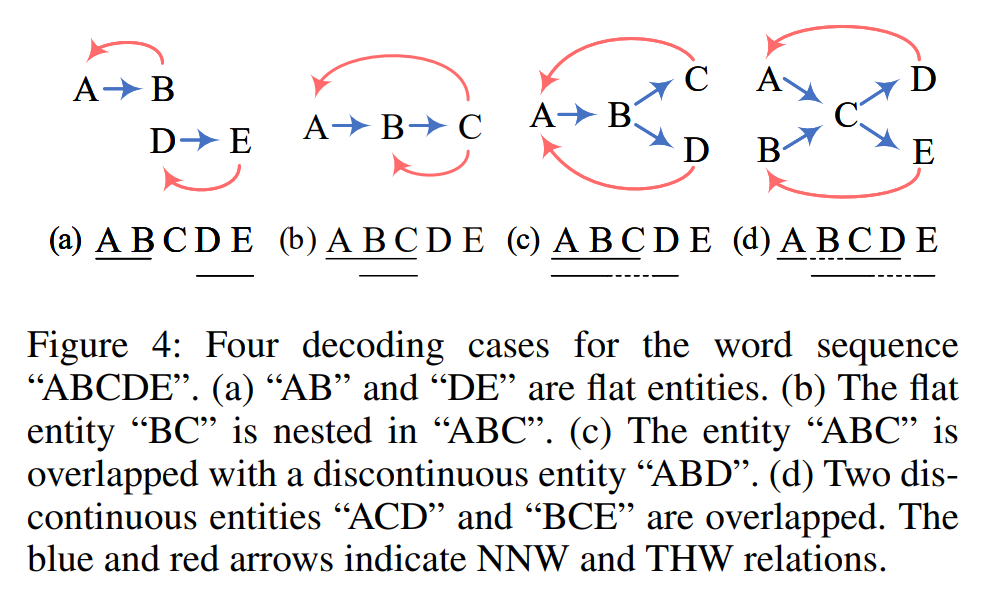 A B
D E
A B C
A B C
D
A D
C
B E
(a) A B C D E (b) A B C D E (c) A B C D E (d) A B C D E
Figure 4: Four decoding cases for the word sequence
“ABCDE”. (a) “AB” and “DE” are flat entities. (b) The flat
entity “BC” is nested in “ABC”. (c) The entity “ABC” is
overlapped with a discontinuous entity “ABD”. (d) Two dis-
continuous entities “ACD” and “BCE” are overlapped. The
blue and red arrows indicate NNW and THW relations.